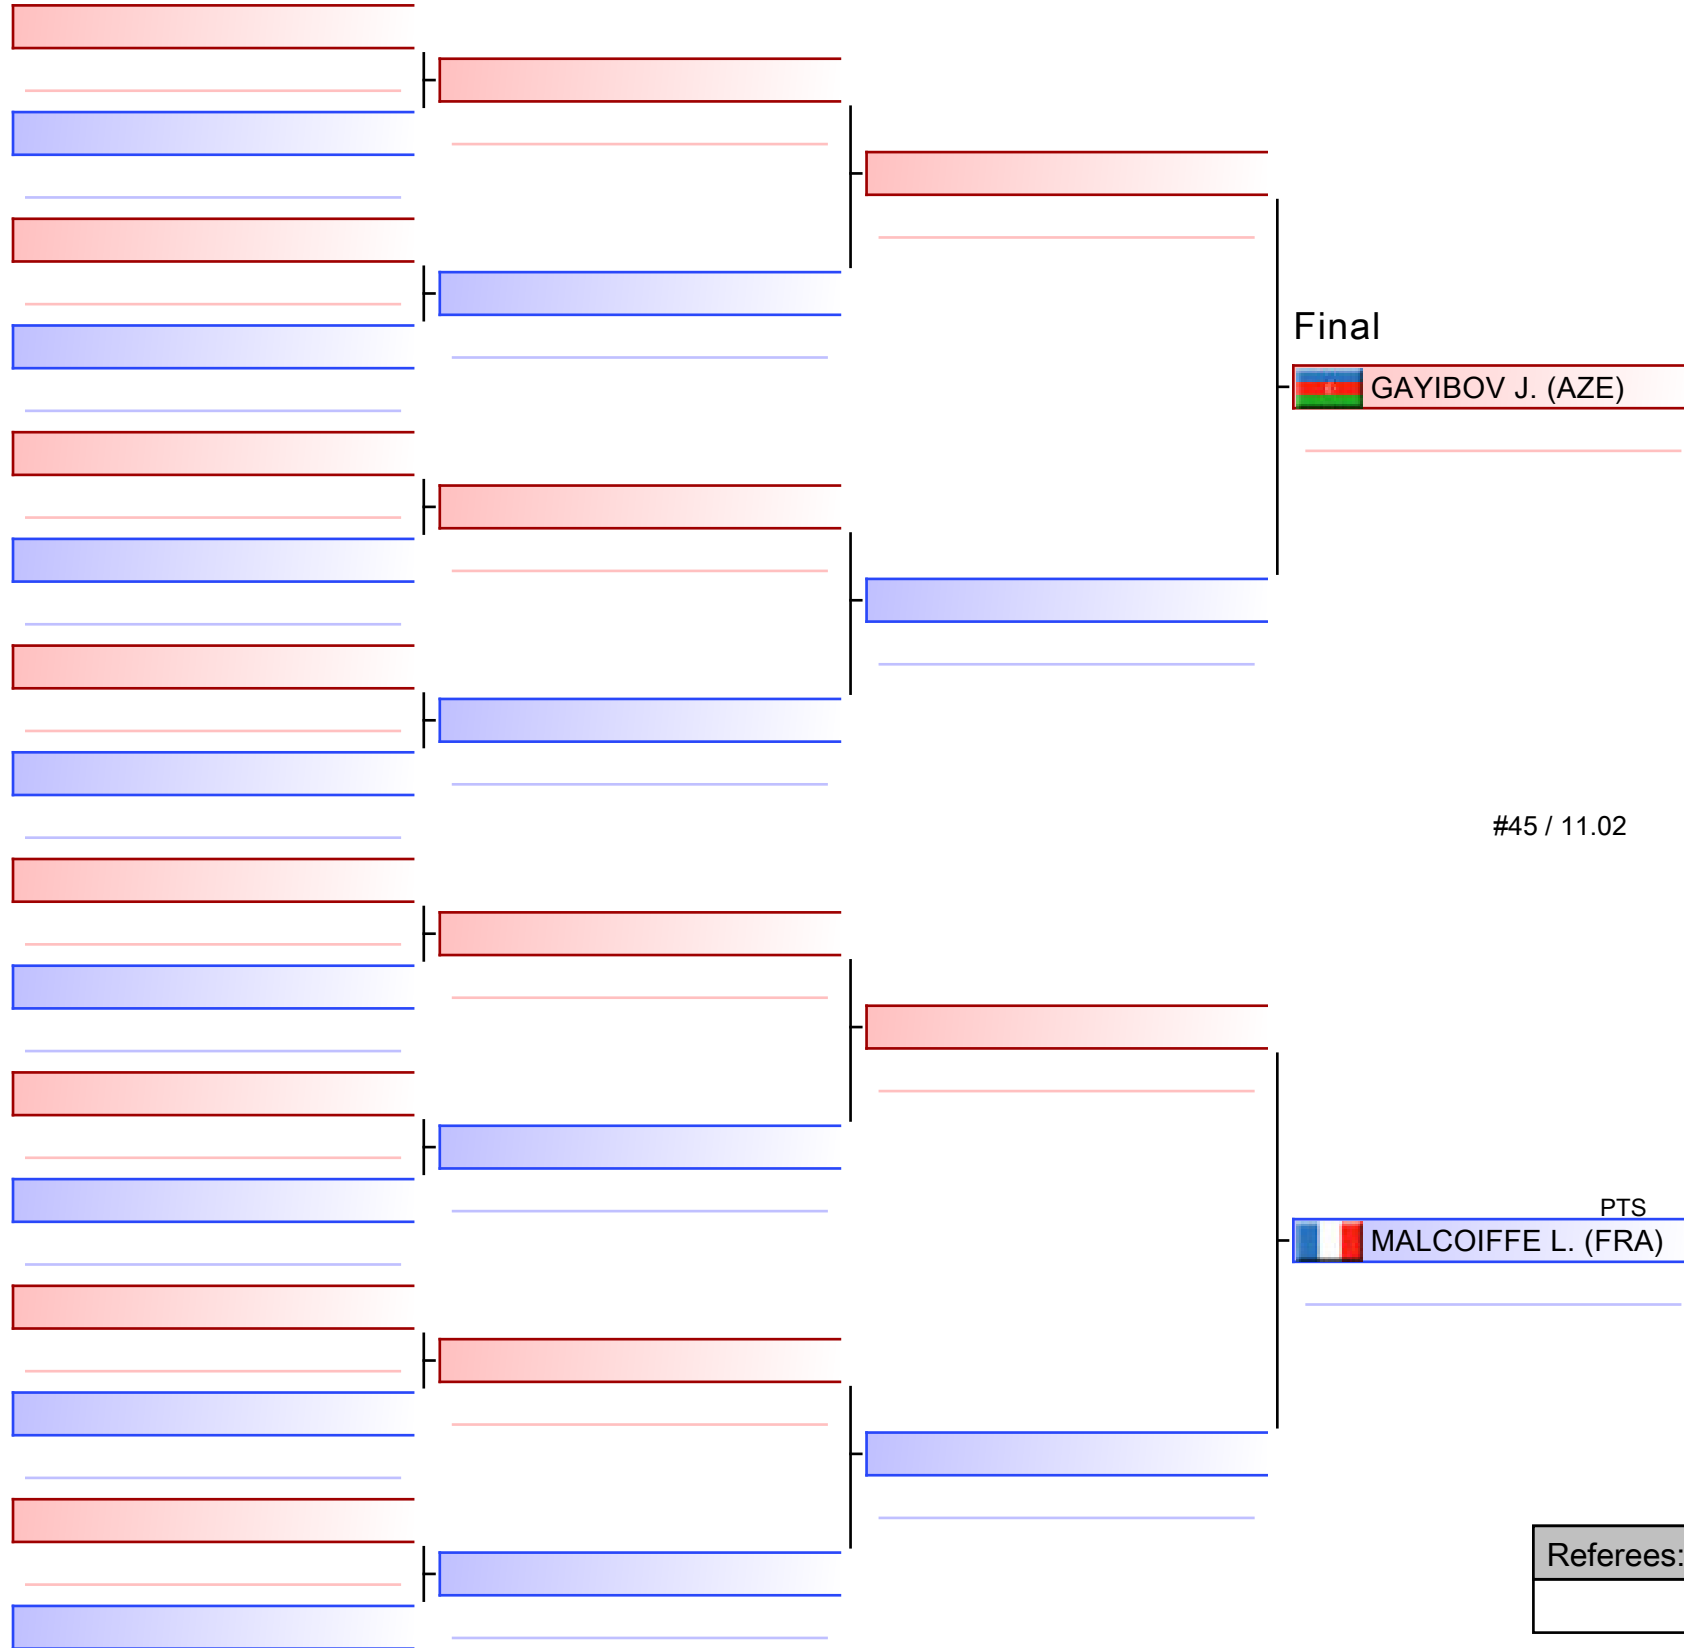 Final
GAYIBOV J. (AZE)
#45 / 11.02
PTS
MALCOIFFE L. (FRA)
Referees: